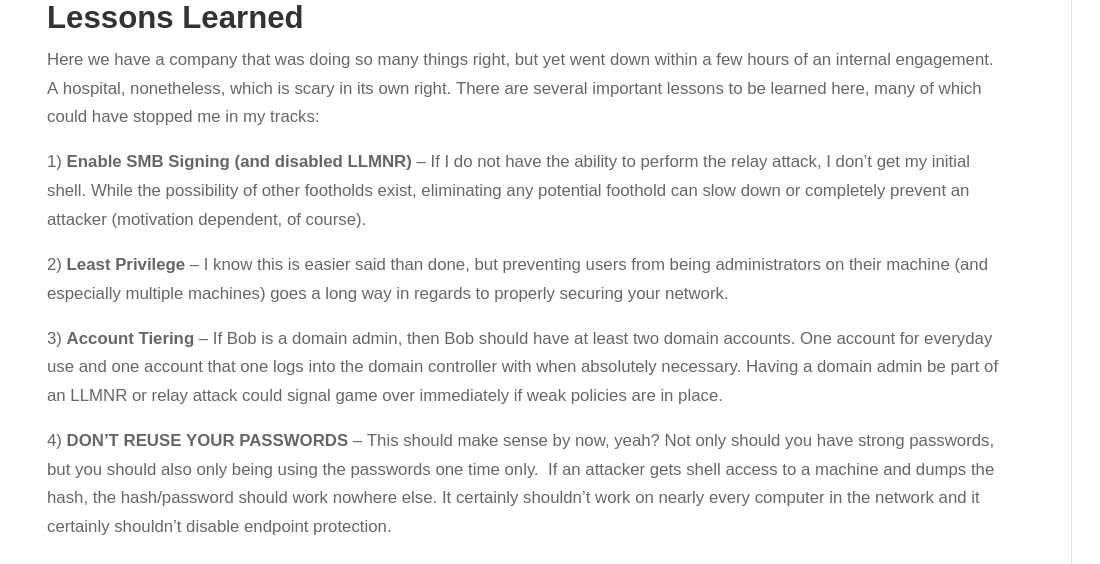 Lessons Learned
Here we have a company that was doing so many things right, but yet went down within a few hours of an internal engagement.
A hospital, nonetheless, which is scary in its own right. There are several important lessons to be learned here, many of which
could have stopped me in my tracks:
1) Enable SMB Signing (and disabled LLMNR) – If I do not have the ability to perform the relay attack, I don’t get my initial
shell. While the possibility of other footholds exist, eliminating any potential foothold can slow down or completely prevent an
attacker (motivation dependent, of course).
2) Least Privilege – I know this is easier said than done, but preventing users from being administrators on their machine (and
especially multiple machines) goes a long way in regards to properly securing your network.
3) Account Tiering – If Bob is a domain admin, then Bob should have at least two domain accounts. One account for everyday
use and one account that one logs into the domain controller with when absolutely necessary. Having a domain admin be part of
an LLMNR or relay attack could signal game over immediately if weak policies are in place.
4) DON’T REUSE YOUR PASSWORDS – This should make sense by now, yeah? Not only should you have strong passwords,
but you should also only being using the passwords one time only.  If an attacker gets shell access to a machine and dumps the
hash, the hash/password should work nowhere else. It certainly shouldn’t work on nearly every computer in the network and it
certainly shouldn’t disable endpoint protection.